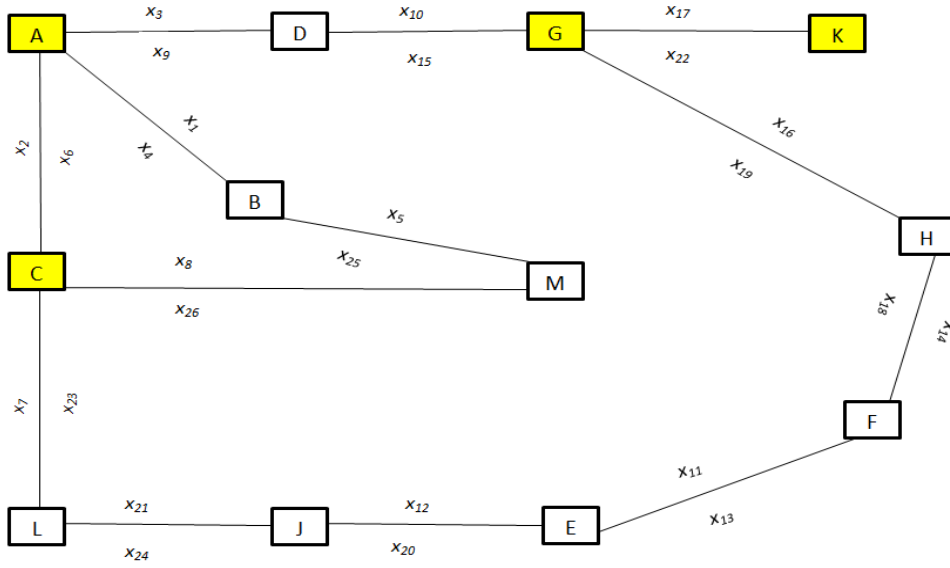 x3 x10 x17
A D G K
x9 x15 x22
x1 x16
x2 x6 x4 x19
B x5 H
C x8 x25 M
x26 x18 x14
x7 x23 F
x11
x21 x12 x13
L J E
x24 x20